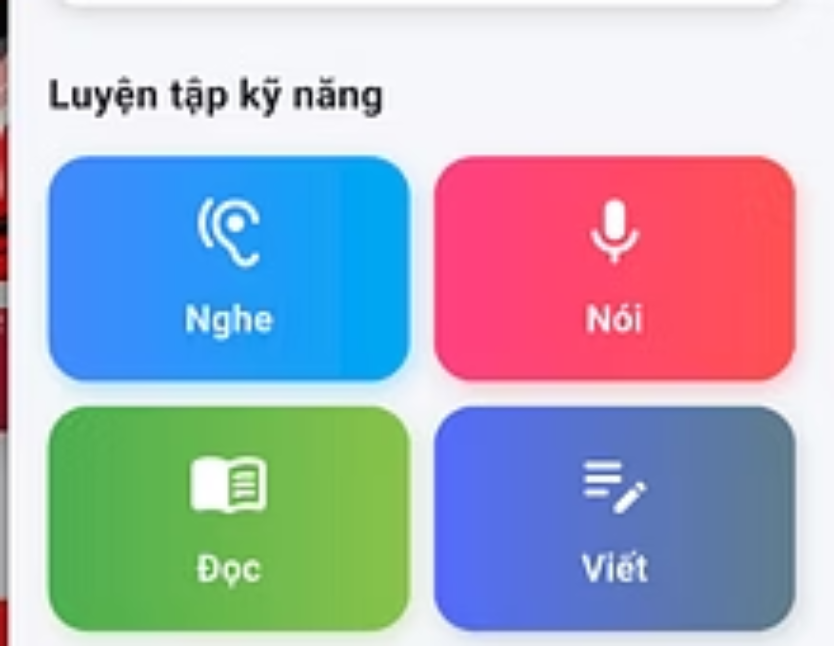 Luyện tập kỹ năng
Nghe
Nói
Đọc
Viết